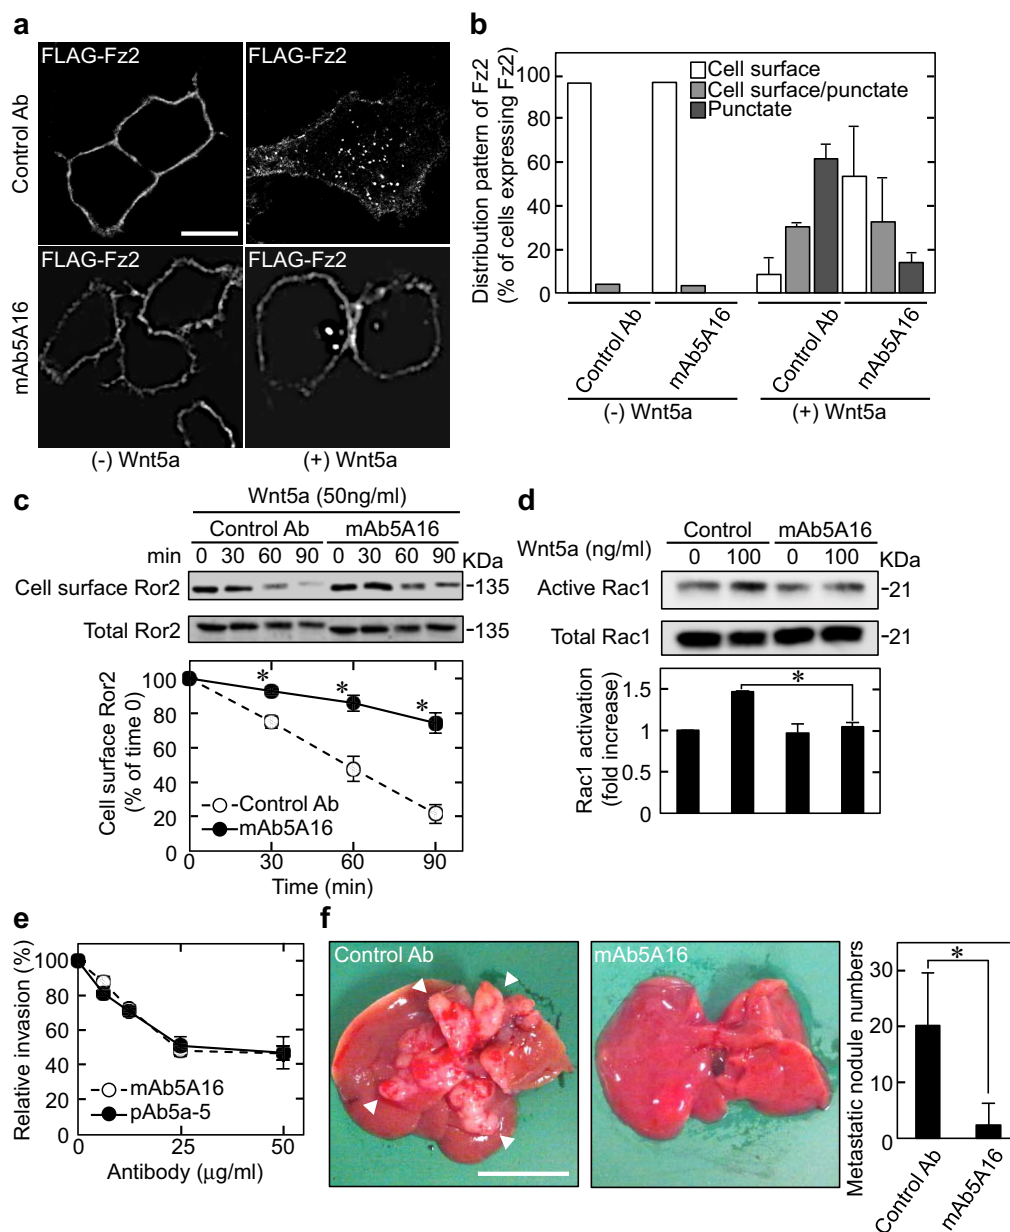 a
FLAG-Fz2
FLAG-Fz2
Control Ab
FLAG-Fz2
FLAG-Fz2
mAb5A16
(-) Wnt5a
(+) Wnt5a
b
Distribution pattern of Fz2
(% of cells expressing Fz2)
100
80
60
40
20
0
Cell surface
Cell surface/punctate
Punctate
Control Ab
mAb5A16
Control Ab
mAb5A16
(-) Wnt5a
(+) Wnt5a
c
Wnt5a (50ng/ml)
Control Ab
mAb5A16
min
0 30 60 90 0 30 60 90
KDa
Cell surface Ror2
-135
Total Ror2
-135
Cell surface Ror2
(% of time 0)
100
80
60
40
20
0
*
*
*
Control Ab
mAb5A16
0 30 60 90
Time (min)
d
Control
mAb5A16
Wnt5a (ng/ml)
0 100 0 100
KDa
Active Rac1
-21
Total Rac1
-21
Rac1 activation
(fold increase)
1.5
1
0.5
0
*
e
Relative invasion (%)
100
80
60
40
20
0
mAb5A16
pAb5a-5
0 25 50
Antibody (μg/ml)
f
Control Ab
mAb5A16
Metastatic nodule numbers
30
20
10
0
*
Control Ab
mAb5A16